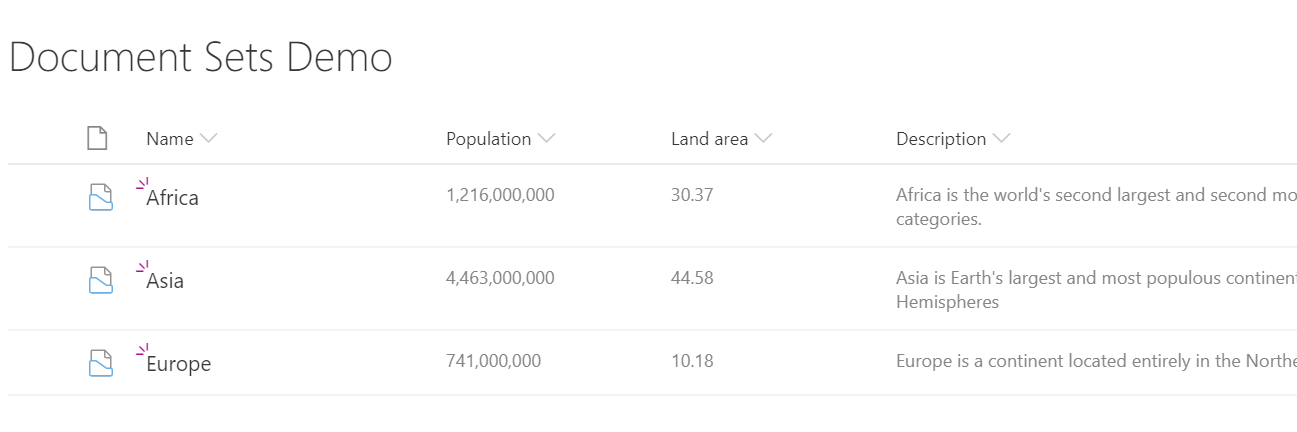 Document Sets Demo
Name Population Land area Description
Africa 1,216,000,000 30.37 Africa is the world's second largest and second
categories.
Asia 4,463,000,000 44.58 Asia is Earth's largest and most populous continent
Hemispheres
Europe 741,000,000 10.18 Europe is a continent located entirely in the